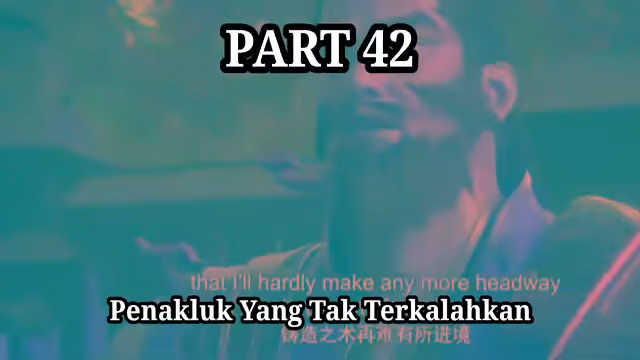 PART 42
that I'll hardly make any more headway
Penakluk Yang Tak Terkalahkan
铸造之术再难有所进境